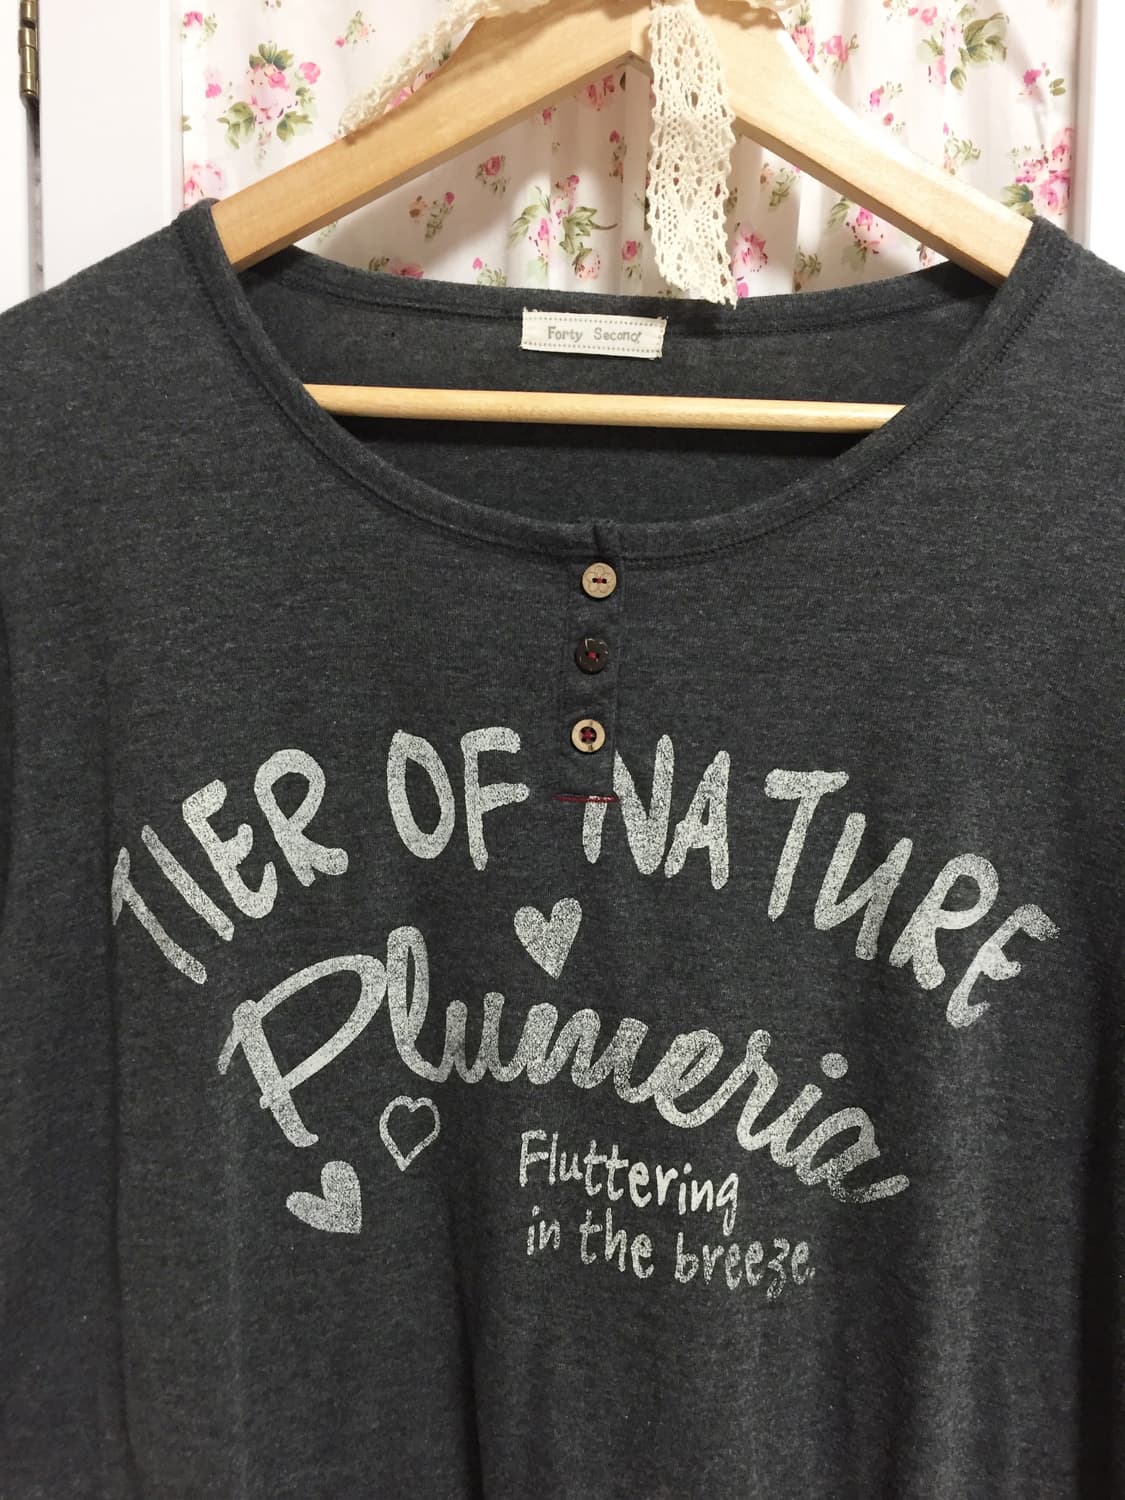 Forty Second
TIER OF NATURE
Plumeria
Fluttering
in the breeze.